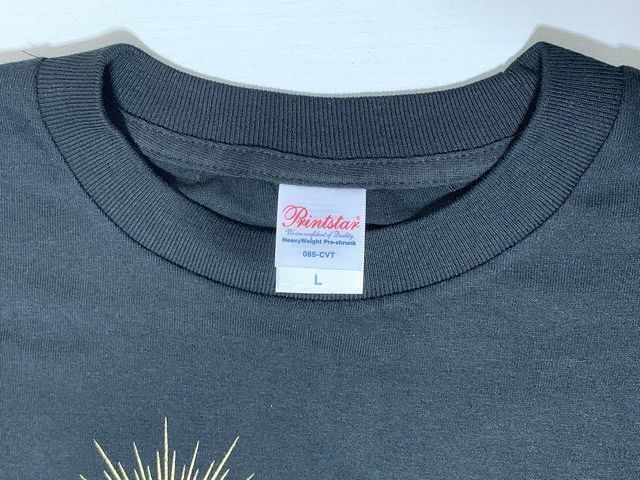 Printstar
We are confident of Quality.
HeavyWeight Pre-shrunk
085-CVT
L